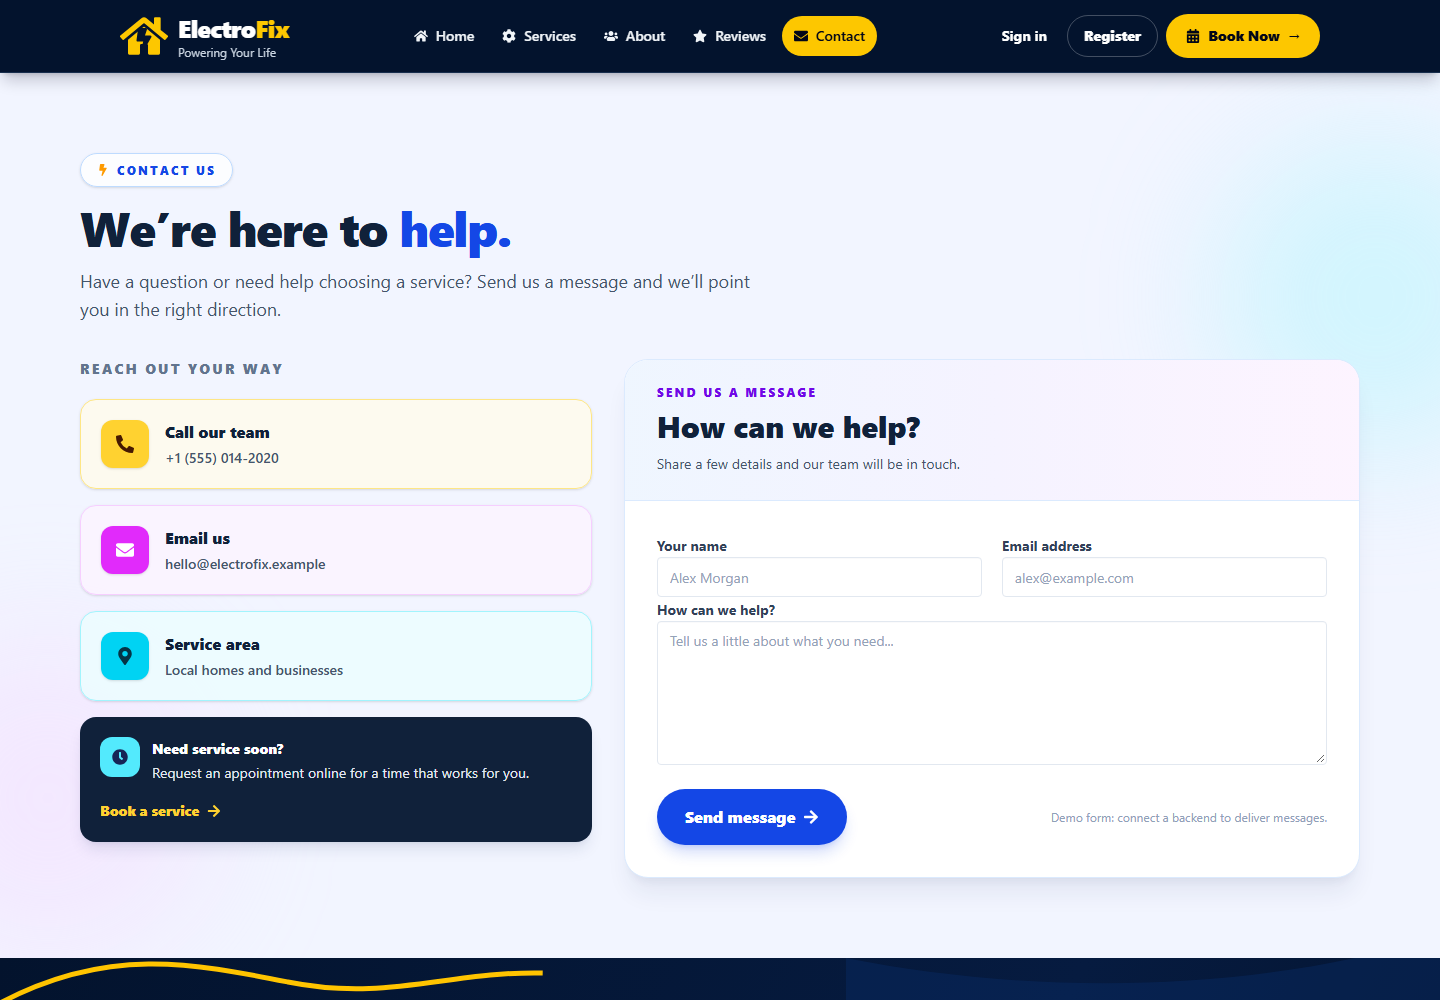 ElectroFix
Powering Your Life
Home
Services
About
Reviews
Contact
Sign in
Register
Book Now →
CONTACT US
We’re here to help.
Have a question or need help choosing a service? Send us a message and we’ll point
you in the right direction.
REACH OUT YOUR WAY
Call our team
+1 (555) 014-2020
Email us
hello@electrofix.example
Service area
Local homes and businesses
Need service soon?
Request an appointment online for a time that works for you.
Book a service →
SEND US A MESSAGE
How can we help?
Share a few details and our team will be in touch.
Your name
Email address
Alex Morgan
alex@example.com
How can we help?
Tell us a little about what you need...
Send message →
Demo form: connect a backend to deliver messages.